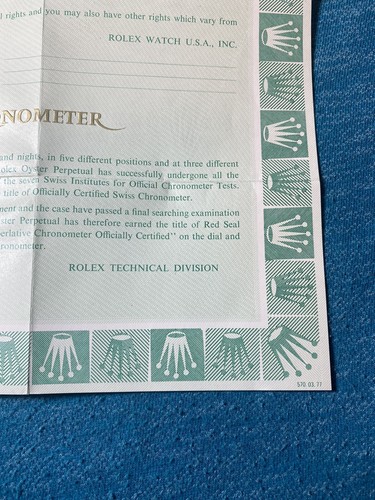 l rights and you may also have other rights which vary from
ROLEX WATCH U.S.A., INC.
NOMETER
and nights, in five different positions and at three different
olex Oyster Perpetual has successfully undergone all the
the seven Swiss Institutes for Official Chronometer Tests.
title of Officially Certified Swiss Chronometer.
ment and the case have passed a final searching examination
ster Perpetual has therefore earned the title of Red Seal
perlative Chronometer Officially Certified" on the dial and
ronometer.
ROLEX TECHNICAL DIVISION
570.03.77